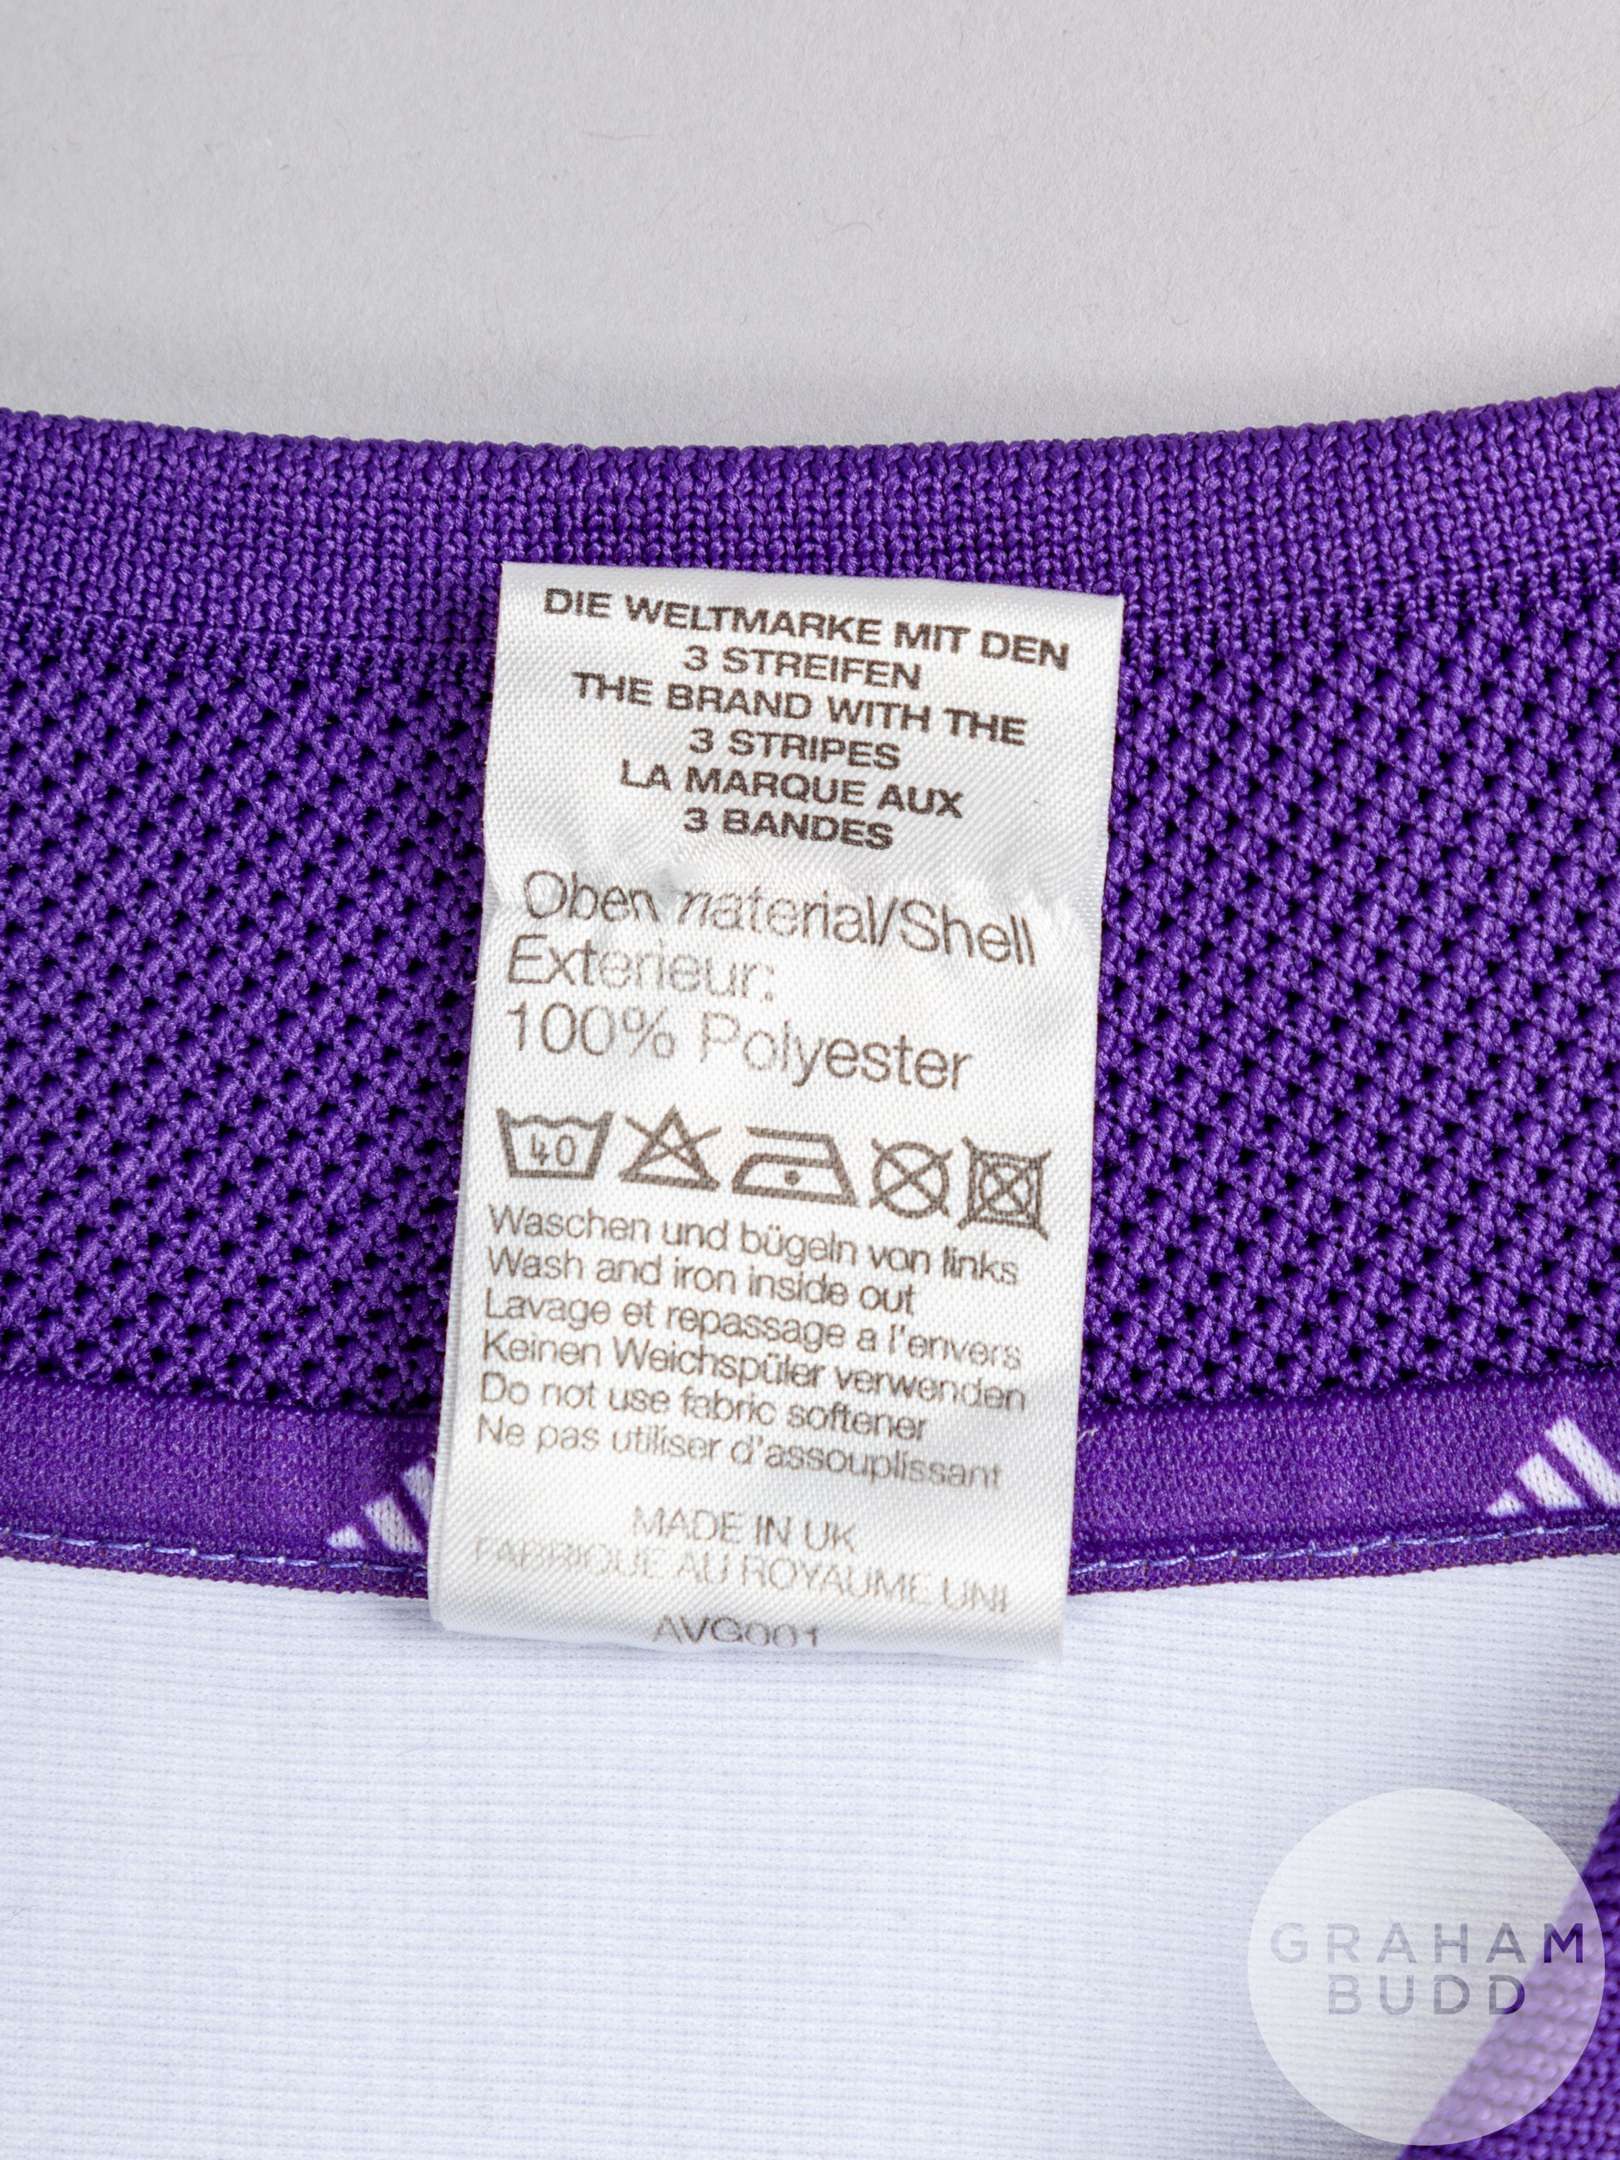 DIE WELTMARKE MIT DEN
3 STREIFEN
THE BRAND WITH THE
3 STRIPES
LA MARQUE AUX
3 BANDES
Oben material/Shell
Exterieur:
100% Polyester
40
Waschen und bügeln von links
Wash and iron inside out
Lavage et repassage a l'envers
Keinen Weichspüler verwenden
Do not use fabric softener
Ne pas utiliser d'assouplissant
MADE IN UK
FABRIQUE AU ROYAUME UNI
AVG001
GRAHAM
BUDD